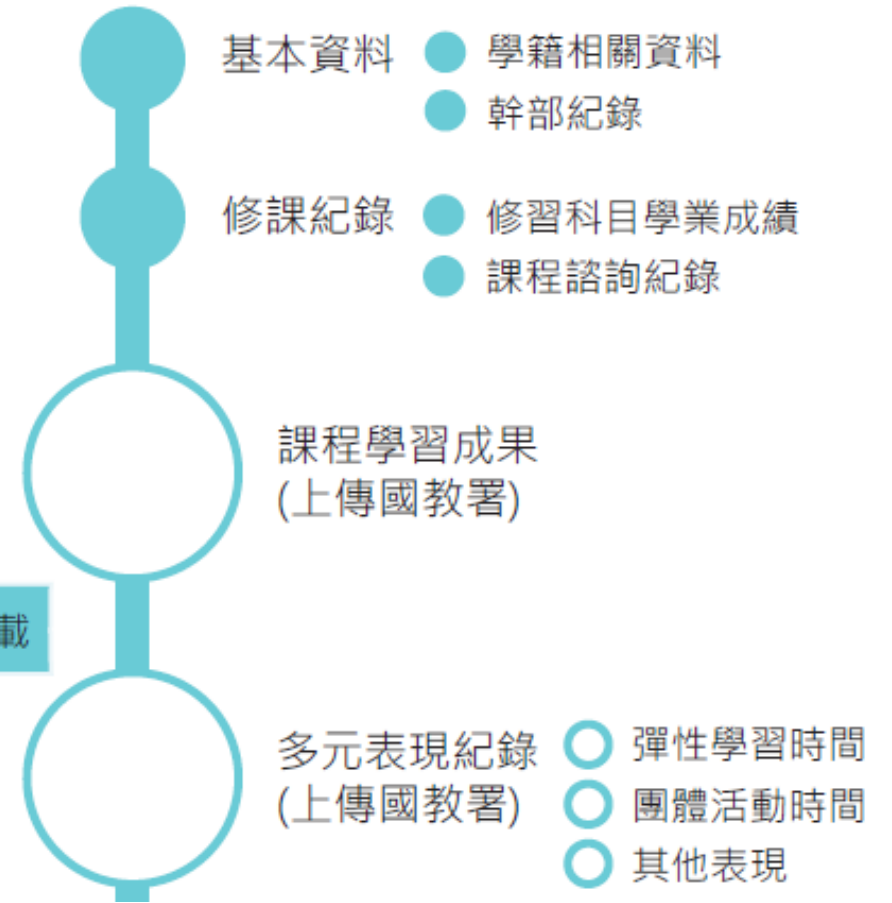 基本資料
學籍相關資料
幹部紀錄
修課紀錄
修習科目學業成績
課程諮詢紀錄
課程學習成果
(上傳國教署)
載
多元表現紀錄
(上傳國教署)
彈性學習時間
團體活動時間
其他表現